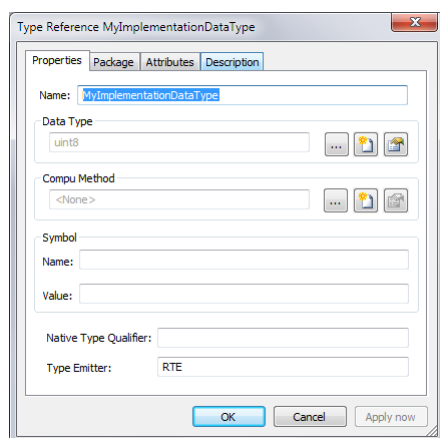 Type Reference MyImplementationDataType
Properties Package Attributes Description
Name: MyImplementationDataType
Data Type
uint8
...
Compu Method
<None>
...
Symbol
Name:
Value:
Native Type Qualifier:
Type Emitter: RTE
OK Cancel Apply now